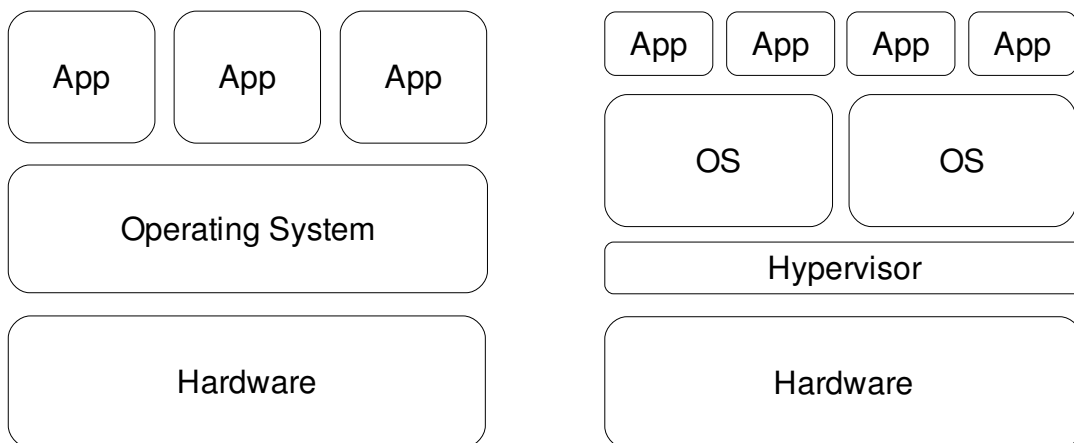 App App App
Operating System
Hardware
App App App App
OS OS
Hypervisor
Hardware